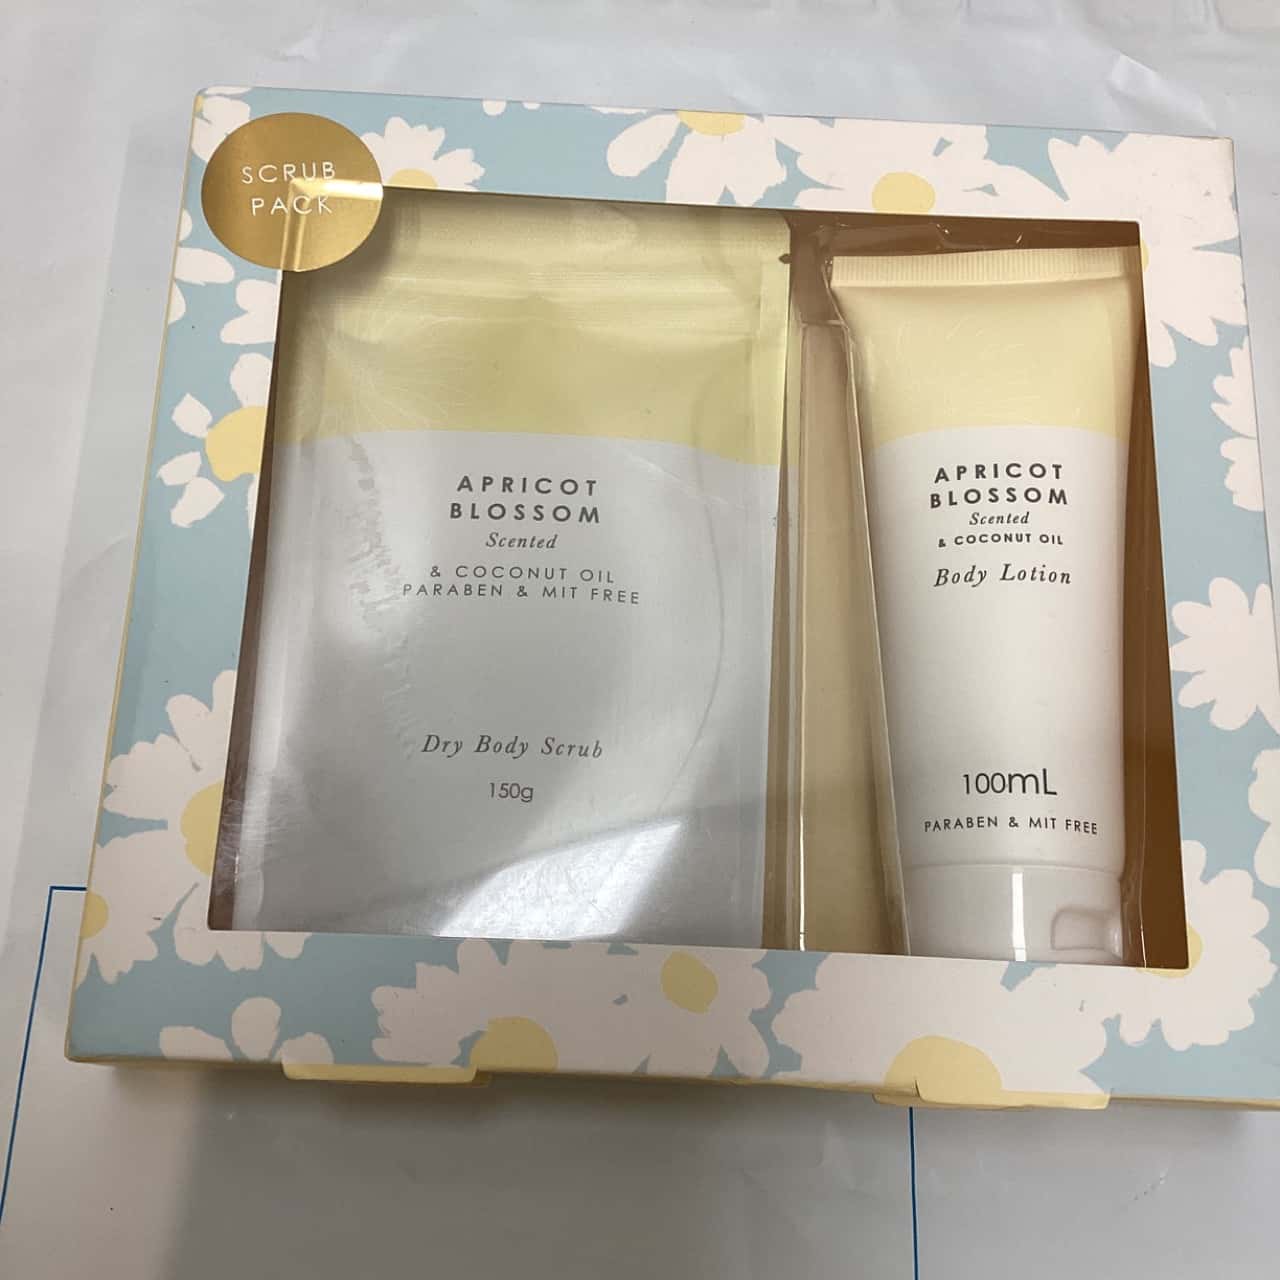 SCRUB
PACK
APRICOT
BLOSSOM
Scented
& COCONUT OIL
PARABEN & MIT FREE
Dry Body Scrub
150g
APRICOT
BLOSSOM
Scented
& COCONUT OIL
Body Lotion
100mL
PARABEN & MIT FREE